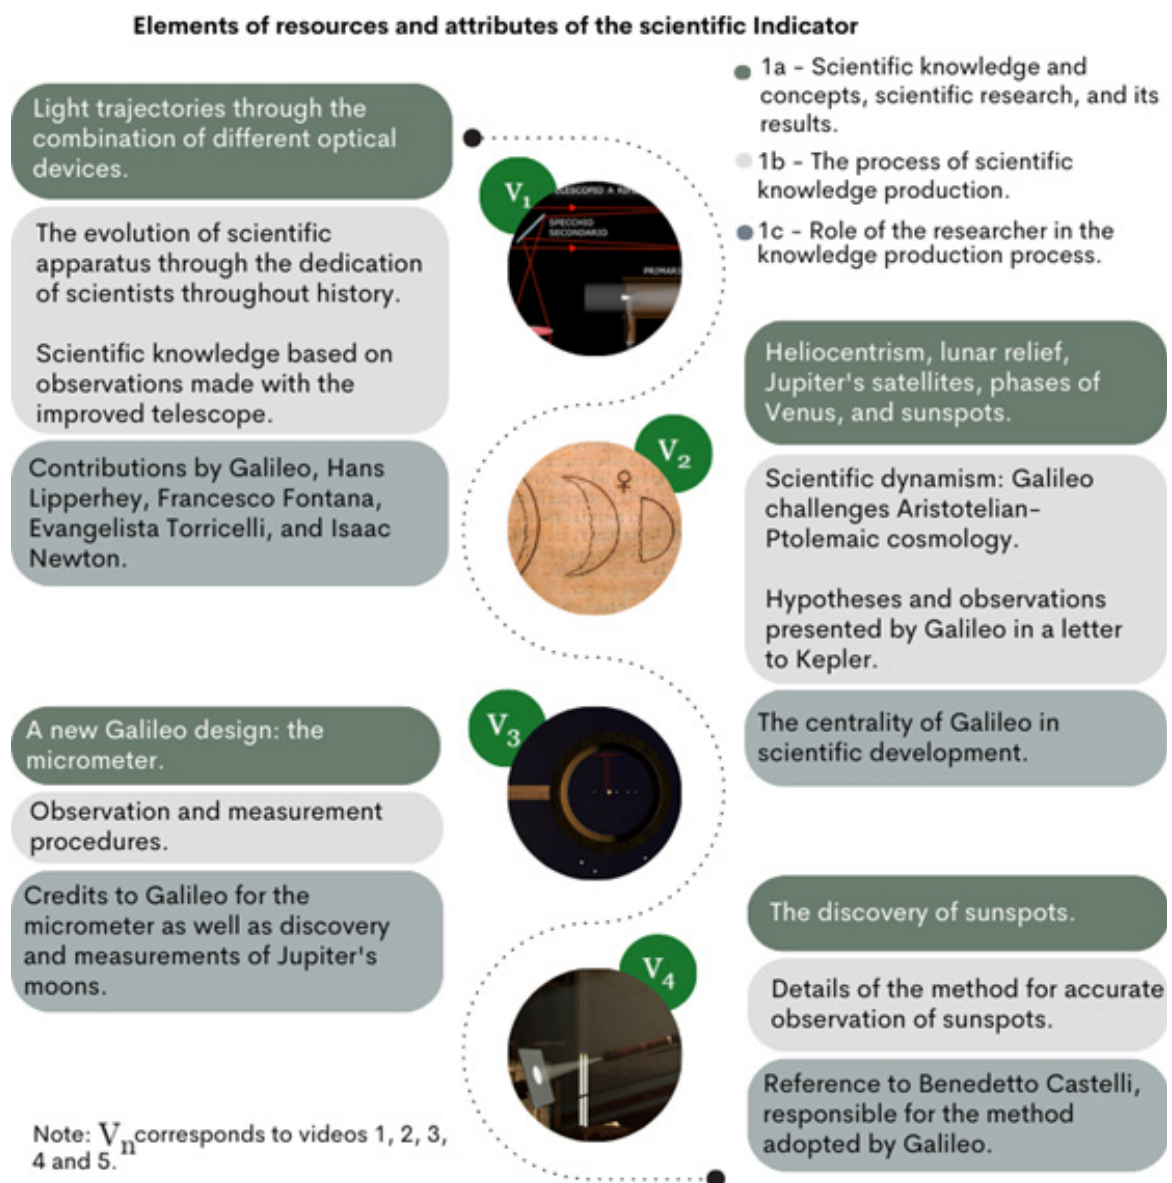 Elements of resources and attributes of the scientific Indicator
1a - Scientific knowledge and
concepts, scientific research, and its
results.
1b - The process of scientific
knowledge production.
1c - Role of the researcher in the
knowledge production process.
Light trajectories through the
combination of different optical
devices.
The evolution of scientific
apparatus through the dedication
of scientists throughout history.
Scientific knowledge based on
observations made with the
improved telescope.
Contributions by Galileo, Hans
Lipperhey, Francesco Fontana,
Evangelista Torricelli, and Isaac
Newton.
V1
SPECCHIO
SECONDARIO
V2
♀
Heliocentrism, lunar relief,
Jupiter's satellites, phases of
Venus, and sunspots.
Scientific dynamism: Galileo
challenges Aristotelian-
Ptolemaic cosmology.
Hypotheses and observations
presented by Galileo in a letter
to Kepler.
The centrality of Galileo in
scientific development.
V3
A new Galileo design: the
micrometer.
Observation and measurement
procedures.
Credits to Galileo for the
micrometer as well as discovery
and measurements of Jupiter's
moons.
V4
The discovery of sunspots.
Details of the method for accurate
observation of sunspots.
Reference to Benedetto Castelli,
responsible for the method
adopted by Galileo.
Note: Vn corresponds to videos 1, 2, 3,
4 and 5.